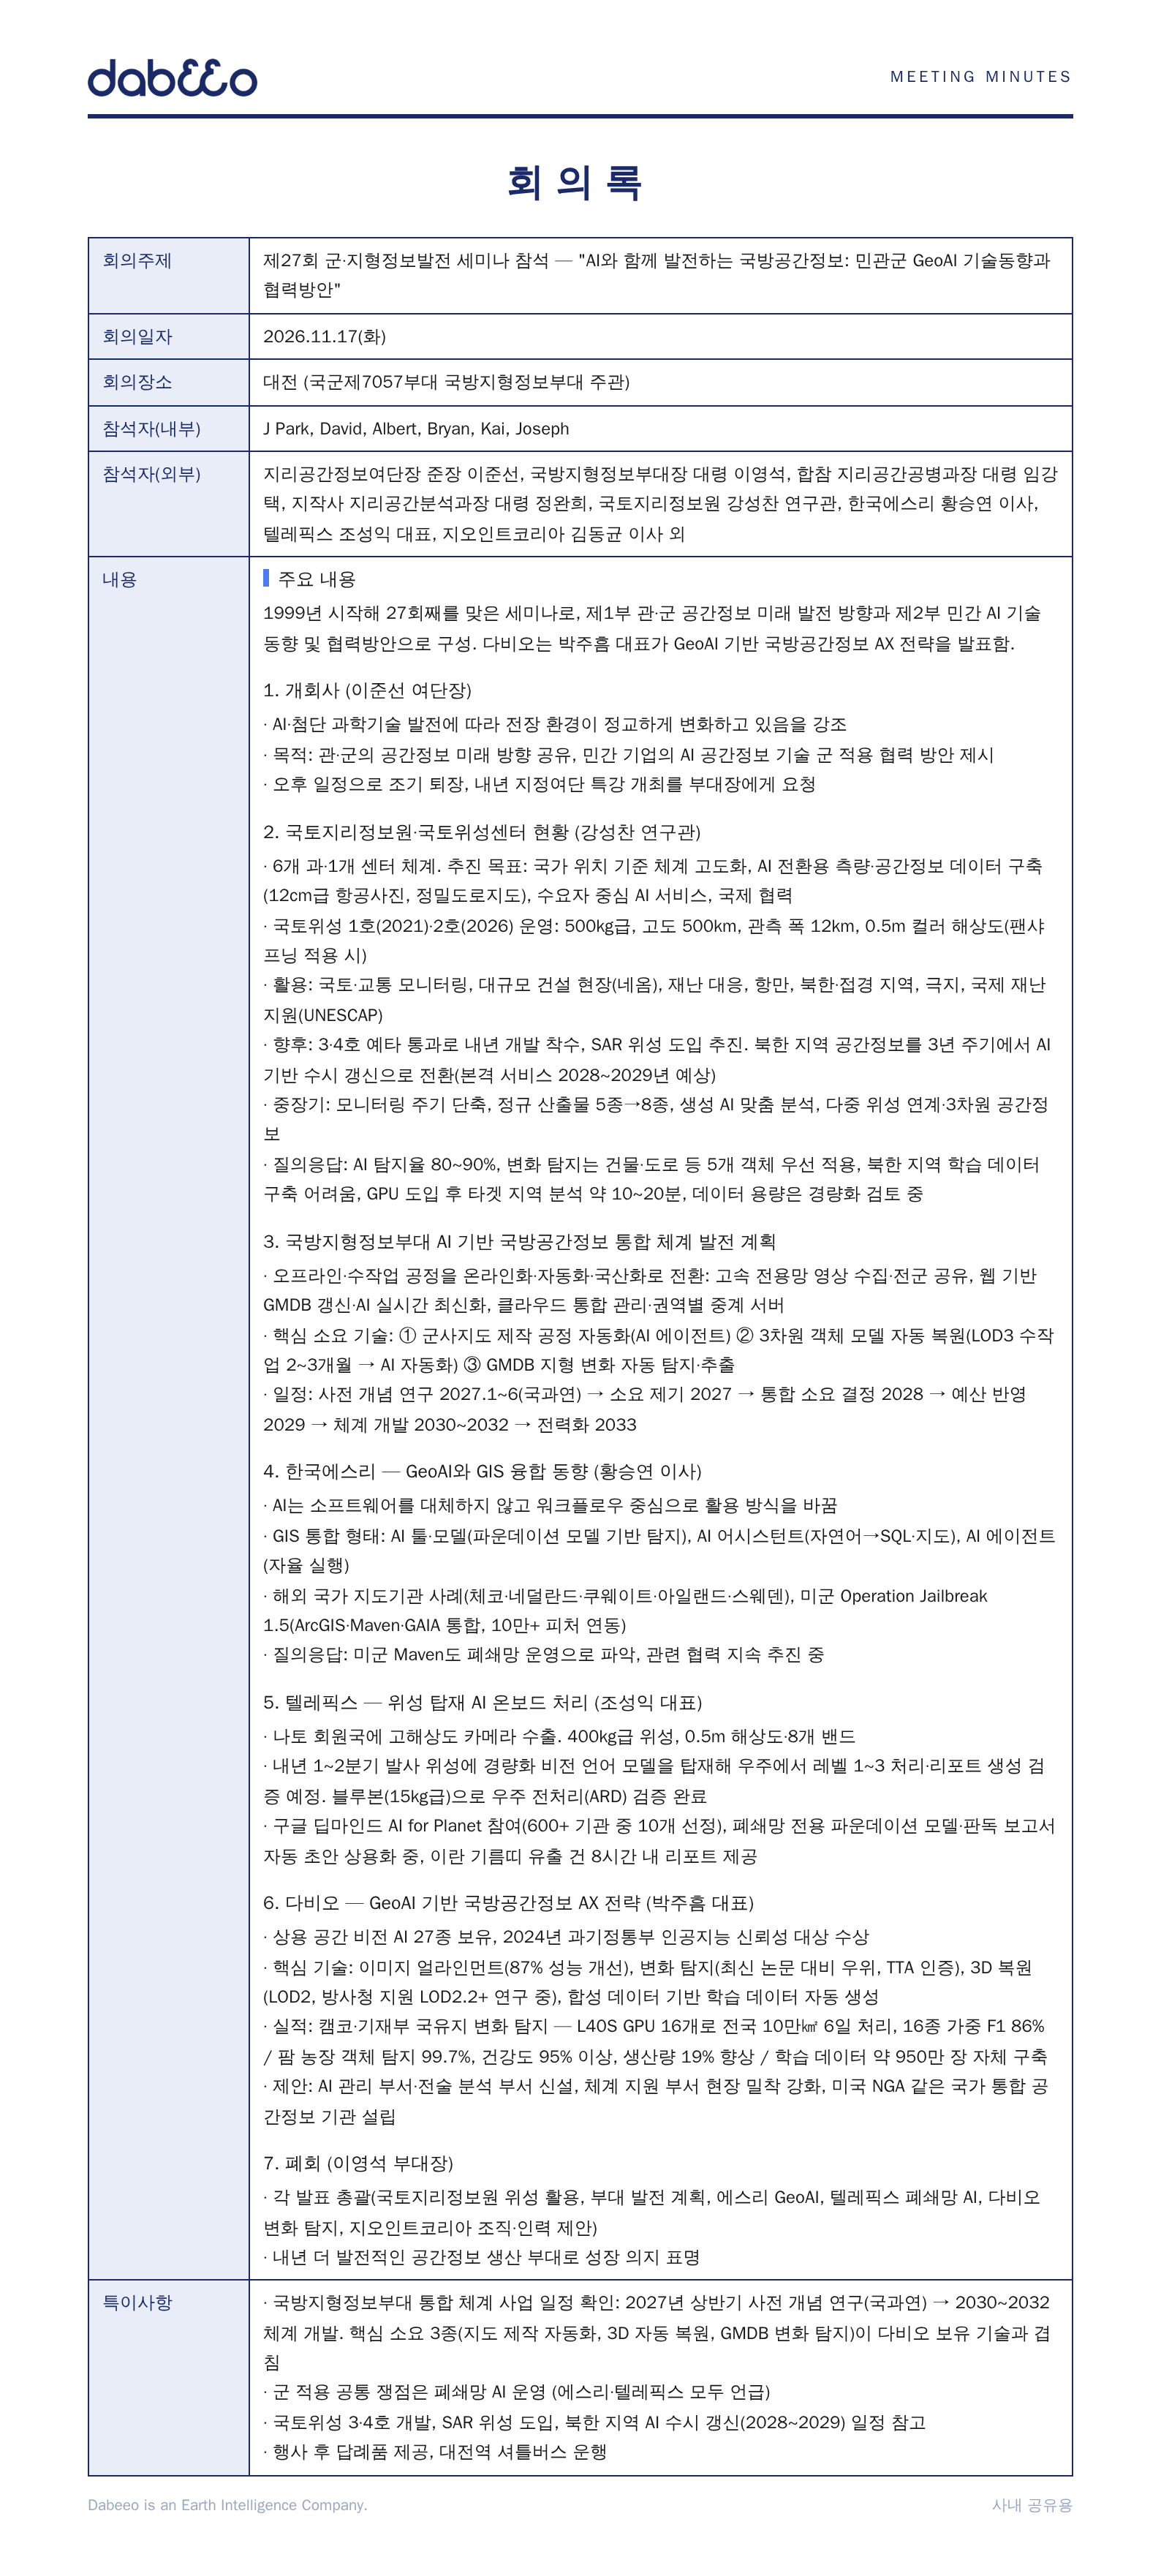 dabeeo
MEETING MINUTES
회의록
회의주제
제27회 군·지형정보발전 세미나 참석 — "AI와 함께 발전하는 국방공간정보: 민관군 GeoAI 기술동향과
협력방안"
회의일자
2026.11.17(화)
회의장소
대전 (국군제7057부대 국방지형정보부대 주관)
참석자(내부)
J Park, David, Albert, Bryan, Kai, Joseph
참석자(외부)
지리공간정보여단장 준장 이준선, 국방지형정보부대장 대령 이영석, 합참 지리공간공병과장 대령 임강
택, 지작사 지리공간분석과장 대령 정완희, 국토지리정보원 강성찬 연구관, 한국에스리 황승연 이사,
텔레픽스 조성익 대표, 지오인트코리아 김동균 이사 외
내용
주요 내용
1999년 시작해 27회째를 맞은 세미나로, 제1부 관·군 공간정보 미래 발전 방향과 제2부 민간 AI 기술
동향 및 협력방안으로 구성. 다비오는 박주흠 대표가 GeoAI 기반 국방공간정보 AX 전략을 발표함.
1. 개회사 (이준선 여단장)
· AI·첨단 과학기술 발전에 따라 전장 환경이 정교하게 변화하고 있음을 강조
· 목적: 관·군의 공간정보 미래 방향 공유, 민간 기업의 AI 공간정보 기술 군 적용 협력 방안 제시
· 오후 일정으로 조기 퇴장, 내년 지정여단 특강 개최를 부대장에게 요청
2. 국토지리정보원·국토위성센터 현황 (강성찬 연구관)
· 6개 과·1개 센터 체계. 추진 목표: 국가 위치 기준 체계 고도화, AI 전환용 측량·공간정보 데이터 구축
(12cm급 항공사진, 정밀도로지도), 수요자 중심 AI 서비스, 국제 협력
· 국토위성 1호(2021)·2호(2026) 운영: 500kg급, 고도 500km, 관측 폭 12km, 0.5m 컬러 해상도(팬샤
프닝 적용 시)
· 활용: 국토·교통 모니터링, 대규모 건설 현장(네옴), 재난 대응, 항만, 북한·접경 지역, 극지, 국제 재난
지원(UNESCAP)
· 향후: 3·4호 예타 통과로 내년 개발 착수, SAR 위성 도입 추진. 북한 지역 공간정보를 3년 주기에서 AI
기반 수시 갱신으로 전환(본격 서비스 2028~2029년 예상)
· 중장기: 모니터링 주기 단축, 정규 산출물 5종→8종, 생성 AI 맞춤 분석, 다중 위성 연계·3차원 공간정
보
· 질의응답: AI 탐지율 80~90%, 변화 탐지는 건물·도로 등 5개 객체 우선 적용, 북한 지역 학습 데이터
구축 어려움, GPU 도입 후 타겟 지역 분석 약 10~20분, 데이터 용량은 경량화 검토 중
3. 국방지형정보부대 AI 기반 국방공간정보 통합 체계 발전 계획
· 오프라인·수작업 공정을 온라인화·자동화·국산화로 전환: 고속 전용망 영상 수집·전군 공유, 웹 기반
GMDB 갱신·AI 실시간 최신화, 클라우드 통합 관리·권역별 중계 서버
· 핵심 소요 기술: ① 군사지도 제작 공정 자동화(AI 에이전트) ② 3차원 객체 모델 자동 복원(LOD3 수작
업 2~3개월 → AI 자동화) ③ GMDB 지형 변화 자동 탐지·추출
· 일정: 사전 개념 연구 2027.1~6(국과연) → 소요 제기 2027 → 통합 소요 결정 2028 → 예산 반영
2029 → 체계 개발 2030~2032 → 전력화 2033
4. 한국에스리 — GeoAI와 GIS 융합 동향 (황승연 이사)
· AI는 소프트웨어를 대체하지 않고 워크플로우 중심으로 활용 방식을 바꿈
· GIS 통합 형태: AI 툴·모델(파운데이션 모델 기반 탐지), AI 어시스턴트(자연어→SQL·지도), AI 에이전트
(자율 실행)
· 해외 국가 지도기관 사례(체코·네덜란드·쿠웨이트·아일랜드·스웨덴), 미군 Operation Jailbreak
1.5(ArcGIS·Maven·GAIA 통합, 10만+ 피처 연동)
· 질의응답: 미군 Maven도 폐쇄망 운영으로 파악, 관련 협력 지속 추진 중
5. 텔레픽스 — 위성 탑재 AI 온보드 처리 (조성익 대표)
· 나토 회원국에 고해상도 카메라 수출. 400kg급 위성, 0.5m 해상도·8개 밴드
· 내년 1~2분기 발사 위성에 경량화 비전 언어 모델을 탑재해 우주에서 레벨 1~3 처리·리포트 생성 검
증 예정. 블루본(15kg급)으로 우주 전처리(ARD) 검증 완료
· 구글 딥마인드 AI for Planet 참여(600+ 기관 중 10개 선정), 폐쇄망 전용 파운데이션 모델·판독 보고서
자동 초안 상용화 중, 이란 기름띠 유출 건 8시간 내 리포트 제공
6. 다비오 — GeoAI 기반 국방공간정보 AX 전략 (박주흠 대표)
· 상용 공간 비전 AI 27종 보유, 2024년 과기정통부 인공지능 신뢰성 대상 수상
· 핵심 기술: 이미지 얼라인먼트(87% 성능 개선), 변화 탐지(최신 논문 대비 우위, TTA 인증), 3D 복원
(LOD2, 방사청 지원 LOD2.2+ 연구 중), 합성 데이터 기반 학습 데이터 자동 생성
· 실적: 캠코·기재부 국유지 변화 탐지 — L40S GPU 16개로 전국 10만㎢ 6일 처리, 16종 가중 F1 86%
/ 팜 농장 객체 탐지 99.7%, 건강도 95% 이상, 생산량 19% 향상 / 학습 데이터 약 950만 장 자체 구축
· 제안: AI 관리 부서·전술 분석 부서 신설, 체계 지원 부서 현장 밀착 강화, 미국 NGA 같은 국가 통합 공
간정보 기관 설립
7. 폐회 (이영석 부대장)
· 각 발표 총괄(국토지리정보원 위성 활용, 부대 발전 계획, 에스리 GeoAI, 텔레픽스 폐쇄망 AI, 다비오
변화 탐지, 지오인트코리아 조직·인력 제안)
· 내년 더 발전적인 공간정보 생산 부대로 성장 의지 표명
특이사항
· 국방지형정보부대 통합 체계 사업 일정 확인: 2027년 상반기 사전 개념 연구(국과연) → 2030~2032
체계 개발. 핵심 소요 3종(지도 제작 자동화, 3D 자동 복원, GMDB 변화 탐지)이 다비오 보유 기술과 겹
침
· 군 적용 공통 쟁점은 폐쇄망 AI 운영 (에스리·텔레픽스 모두 언급)
· 국토위성 3·4호 개발, SAR 위성 도입, 북한 지역 AI 수시 갱신(2028~2029) 일정 참고
· 행사 후 답례품 제공, 대전역 셔틀버스 운행
Dabeeo is an Earth Intelligence Company.
사내 공유용